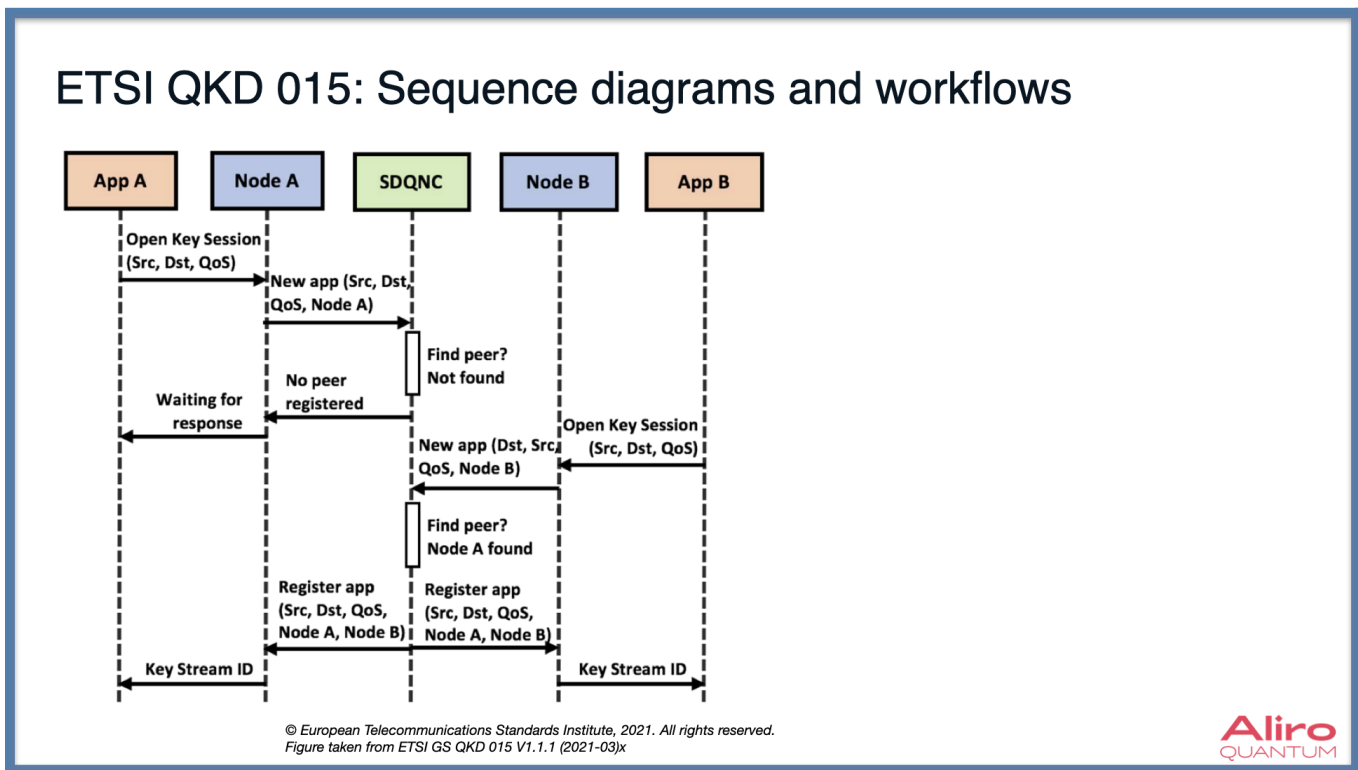 ETSI QKD 015: Sequence diagrams and workflows
App A
Node A
SDQNC
Node B
App B
Open Key Session
(Src, Dst, QoS)
New app (Src, Dst,
QoS, Node A)
Find peer?
Not found
No peer
registered
Waiting for
response
Open Key Session
(Src, Dst, QoS)
New app (Dst, Src,
QoS, Node B)
Find peer?
Node A found
Register app
(Src, Dst, QoS,
Node A, Node B)
Register app
(Src, Dst, QoS,
Node A, Node B)
Key Stream ID
Key Stream ID
© European Telecommunications Standards Institute, 2021. All rights reserved.
Figure taken from ETSI GS QKD 015 V1.1.1 (2021-03)x
Aliro
QUANTUM